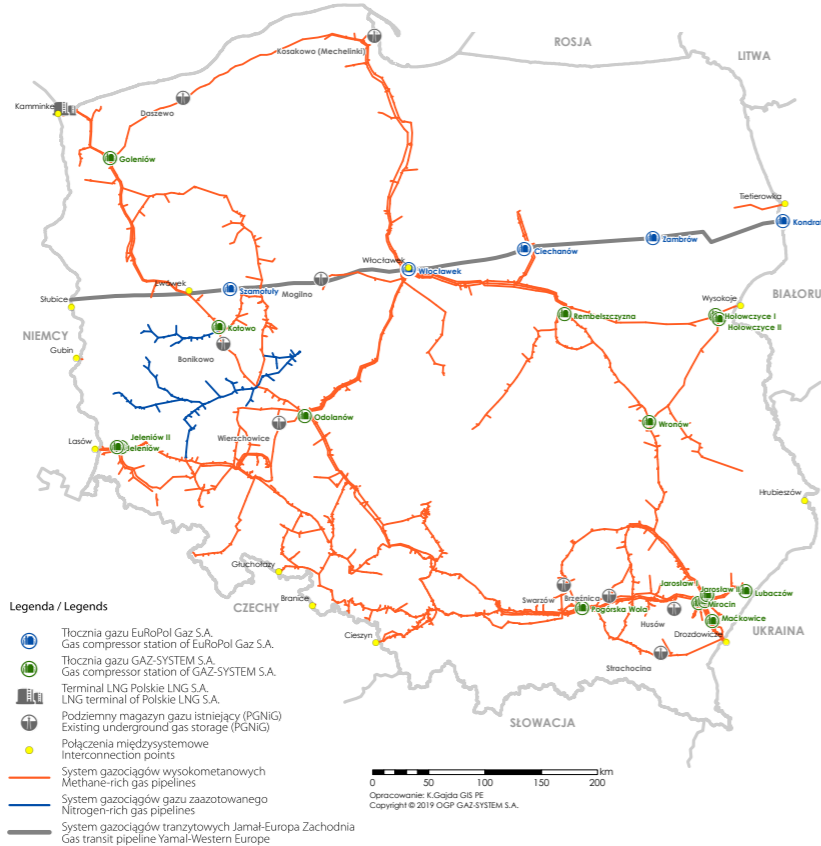 ROSJA
LITWA
Kosakowo (Mechelinki)
Kamminke
Daszewo
Goleniów
Tietierowka
Kondrat
Zambrów
Ciechanów
Włocławek
Włocławek
Lwówek
Szamotuły
Mogilno
Słubice
Wysokoje
BIAŁORU
Hołowczyce I
Hołowczyce II
Rembelszczyzna
NIEMCY
Kotowo
Gubin
Bonikowo
Odolanów
Wronów
Wierzchowice
Lasów
Jeleniów II
Jeleniów
Hrubieszów
Głuchołazy
CZECHY
Branice
Cieszyn
Swarzów
Brzeźnica
Pogórska Wola
Jarosław I
Jarosław II
Lubaczów
Mirocin
Husów
Maćkowice
Drozdowicze
UKRAINA
Strachocina
SŁOWACJA
Legenda / Legends
Tłocznia gazu EuRoPol Gaz S.A.
Gas compressor station of EuRoPol Gaz S.A.
Tłocznia gazu GAZ-SYSTEM S.A.
Gas compressor station of GAZ-SYSTEM S.A.
Terminal LNG Polskie LNG S.A.
LNG terminal of Polskie LNG S.A.
Podziemny magazyn gazu istniejący (PGNiG)
Existing underground gas storage (PGNiG)
Połączenia międzysystemowe
Interconnection points
System gazociągów wysokometanowych
Methane-rich gas pipelines
System gazociągów gazu zaazotowanego
Nitrogen-rich gas pipelines
System gazociągów tranzytowych Jamał-Europa Zachodnia
Gas transit pipeline Yamal-Western Europe
km
0 50 100 150 200
Opracowanie: K.Gajda GIS PE
Copyright © 2019 OGP GAZ-SYSTEM S.A.